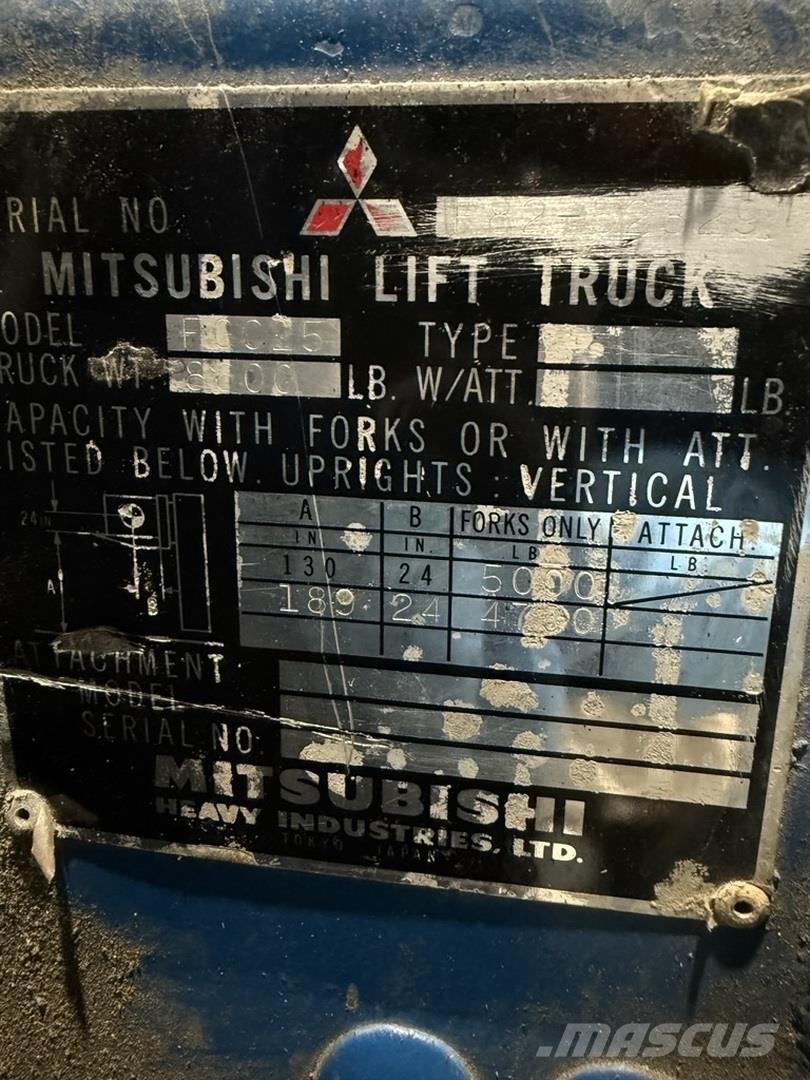 RIAL NO.
MITSUBISHI LIFT TRUCK
ODEL TYPE
RUCK WT. LB. W/ATT. LB
APACITY WITH FORKS OR WITH ATT.
ISTED BELOW. UPRIGHTS : VERTICAL
A B FORKS ONLY ATTACH.
IN IN. LB LB.
24 IN
130 24 5000
A B
189 24
ATTACHMENT
MODEL
SERIAL NO
MITSUBISHI
HEAVY INDUSTRIES, LTD.
TOKYO JAPAN
MASCUS